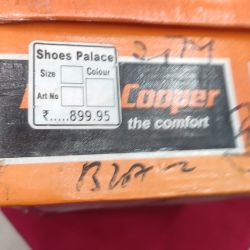 Shoes Palace
Size Colour
Art No
₹.....899.95
Cooper
the comfort